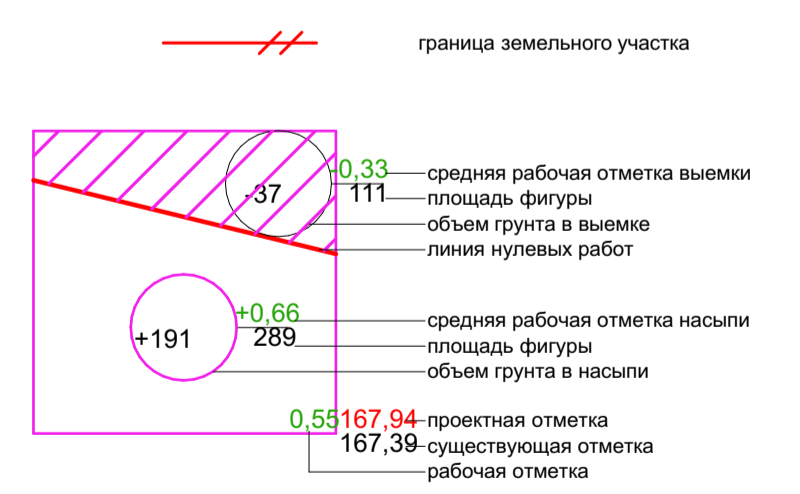 граница земельного участка
-0,33
средняя рабочая отметка выемки
-37
111
площадь фигуры
объем грунта в выемке
линия нулевых работ
+0,66
средняя рабочая отметка насыпи
+191
289
площадь фигуры
объем грунта в насыпи
0,55 167,94
проектная отметка
167,39
существующая отметка
рабочая отметка